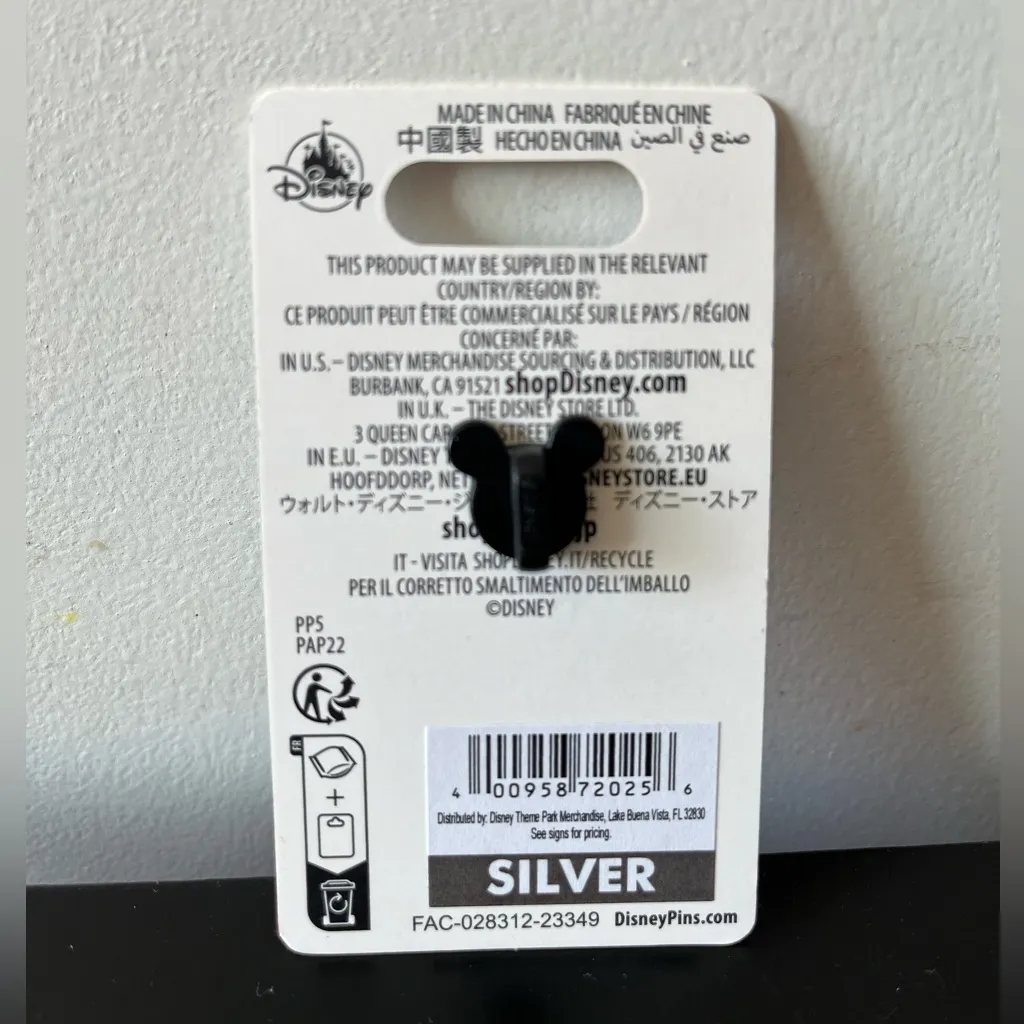 MADE IN CHINA FABRIQUÉ EN CHINE
中國製 HECHO EN CHINA صنع في الصين
DISNEY
THIS PRODUCT MAY BE SUPPLIED IN THE RELEVANT
COUNTRY/REGION BY:
CE PRODUIT PEUT ÊTRE COMMERCIALISÉ SUR LE PAYS / RÉGION
CONCERNÉ PAR:
IN U.S. – DISNEY MERCHANDISE SOURCING & DISTRIBUTION, LLC
BURBANK, CA 91521 shopDisney.com
IN U.K. – THE DISNEY STORE LTD.
3 QUEEN STREET W6 9PE
IN E.U. – DISNEY 406, 2130 AK
HOOFDDORP,
ウォルト・ディズニー・ ディズニー・ストア
IT - VISITA
PER IL CORRETTO SMALTIMENTO DELL'IMBALLO
©DISNEY
PP5
PAP22
FR
4 00958 72025 6
Distributed by: Disney Theme Park Merchandise, Lake Buena Vista, FL 32830
See signs for pricing.
SILVER
FAC-028312-23349 DisneyPins.com